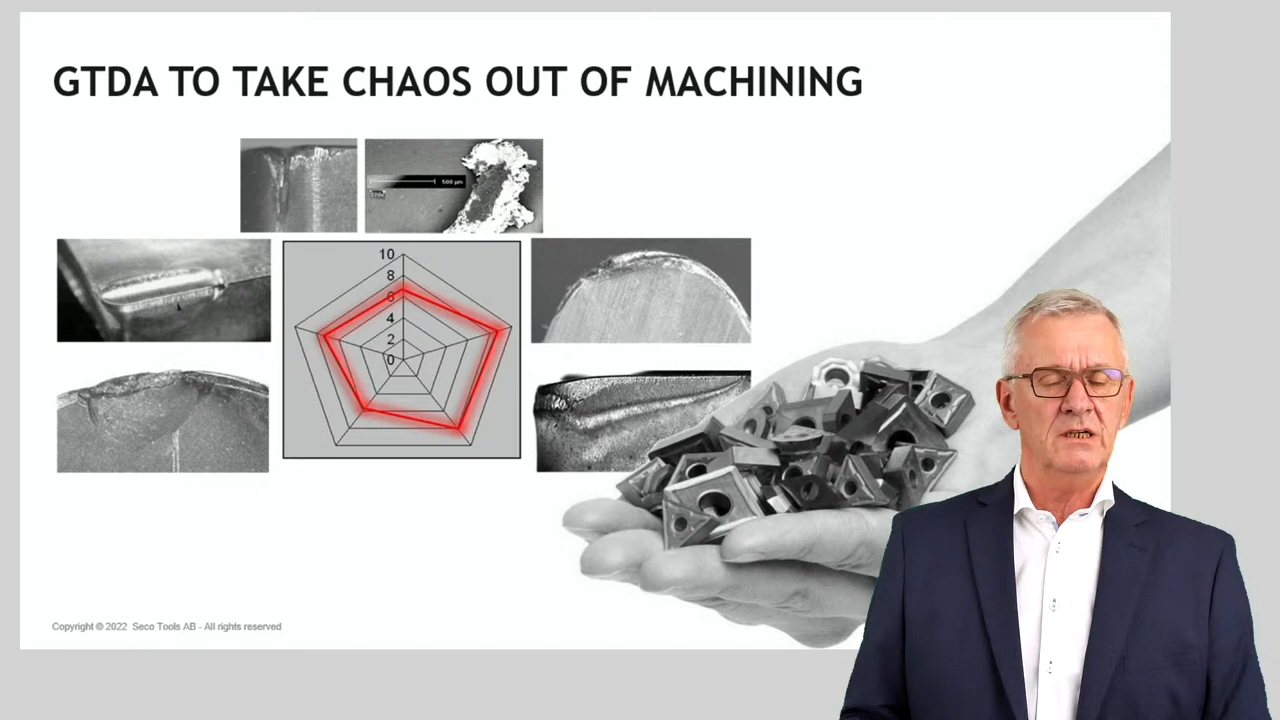 GTDA TO TAKE CHAOS OUT OF MACHINING
500 µm
10
8
6
4
2
0
Copyright © 2022 Seco Tools AB - All rights reserved